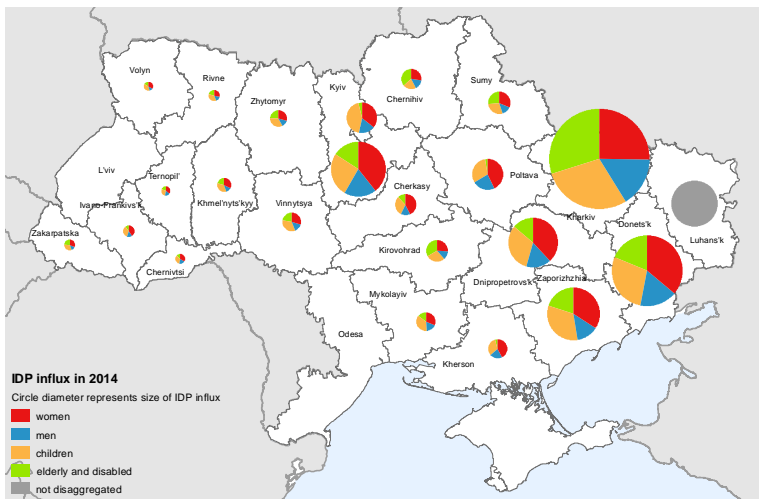 Volyn
Rivne
Zhytomyr
Kyiv
Chernihiv
Sumy
L'viv
Ternopil'
Khmel'nyts'kyy
Ivano-Frankivs'k
Zakarpatska
Chernivtsi
Vinnytsya
Cherkasy
Poltava
Kharkiv
Donets'k
Luhans'k
Kirovohrad
Dnipropetrovs'k
Zaporizhzhia
Mykolayiv
Odesa
Kherson
IDP influx in 2014
Circle diameter represents size of IDP influx
women
men
children
elderly and disabled
not disaggregated